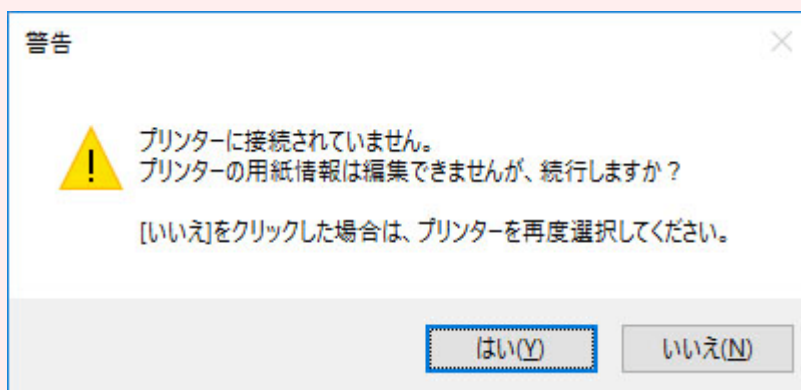 警告
プリンターに接続されていません。
プリンターの用紙情報は編集できませんが、続行しますか？
[いいえ]をクリックした場合は、プリンターを再度選択してください。
はい(Y)
いいえ(N)